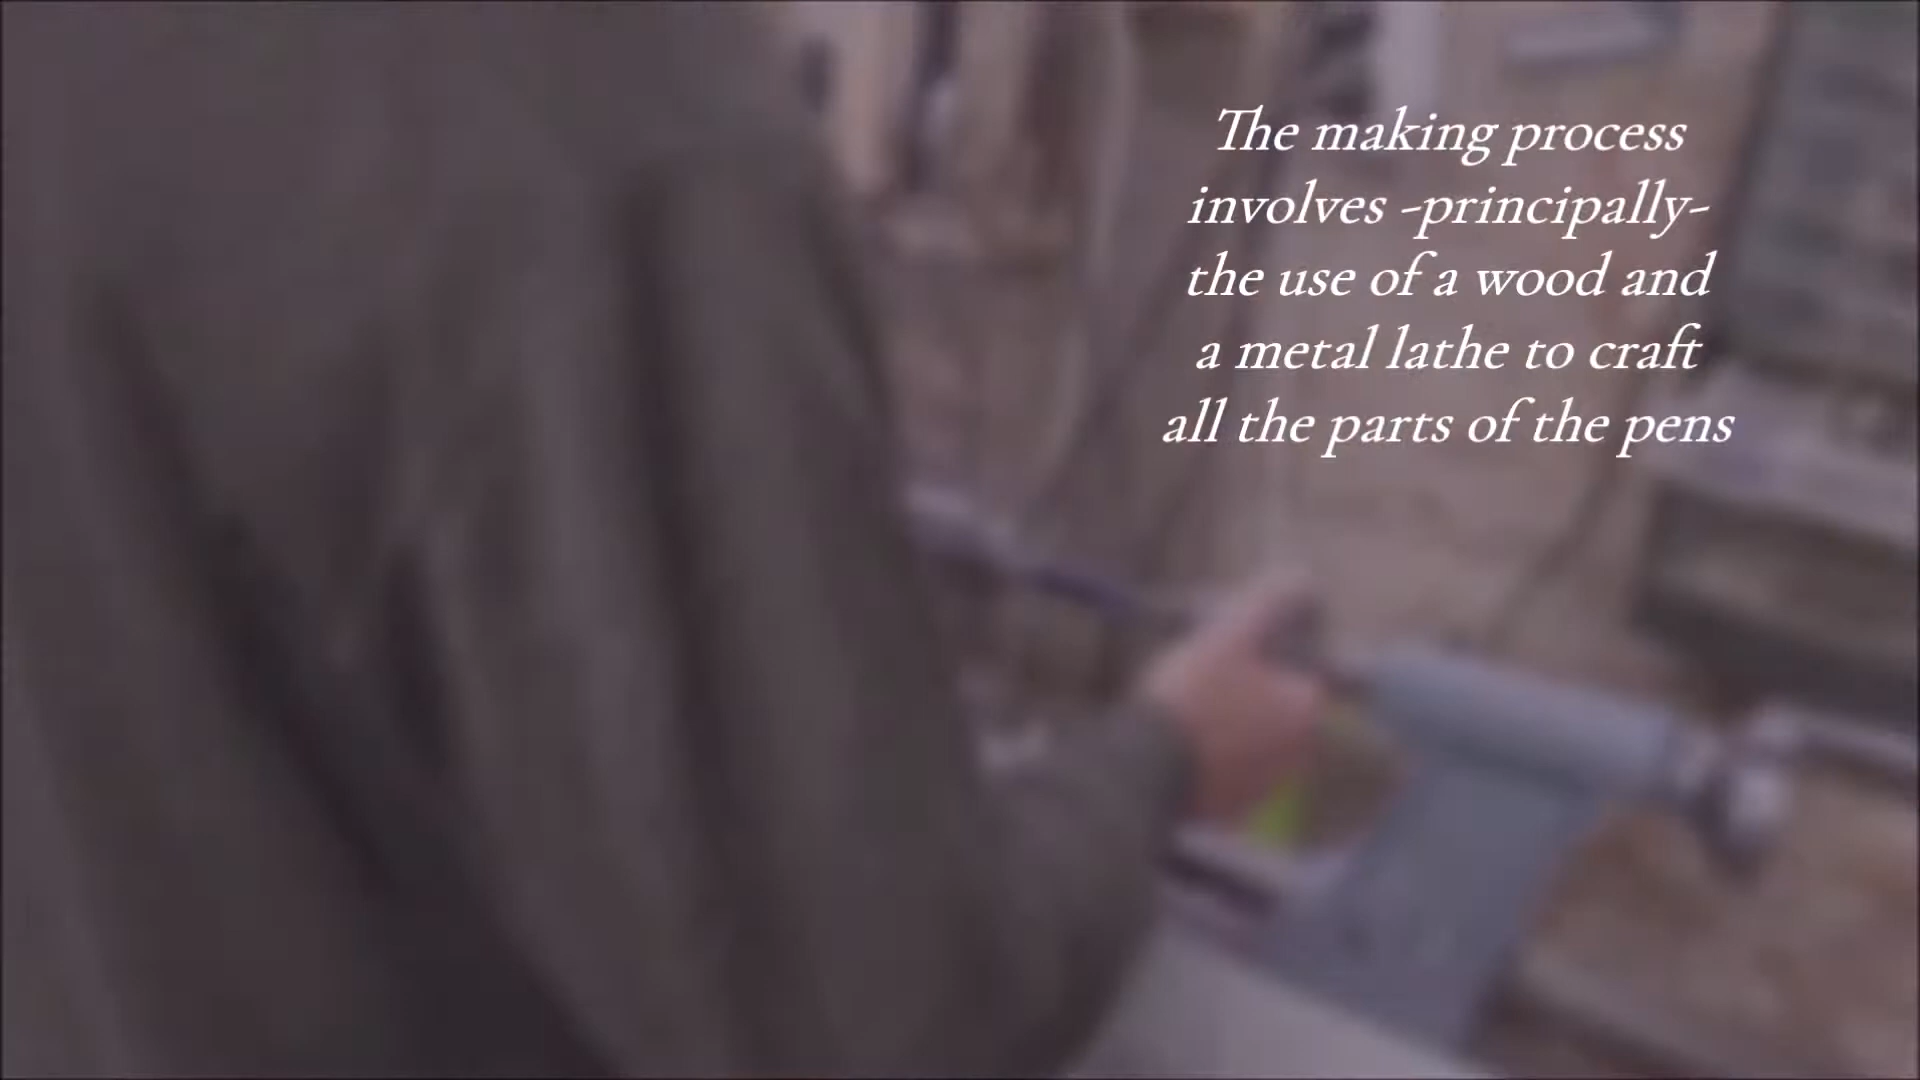 The making process
involves -principally-
the use of a wood and
a metal lathe to craft
all the parts of the pens